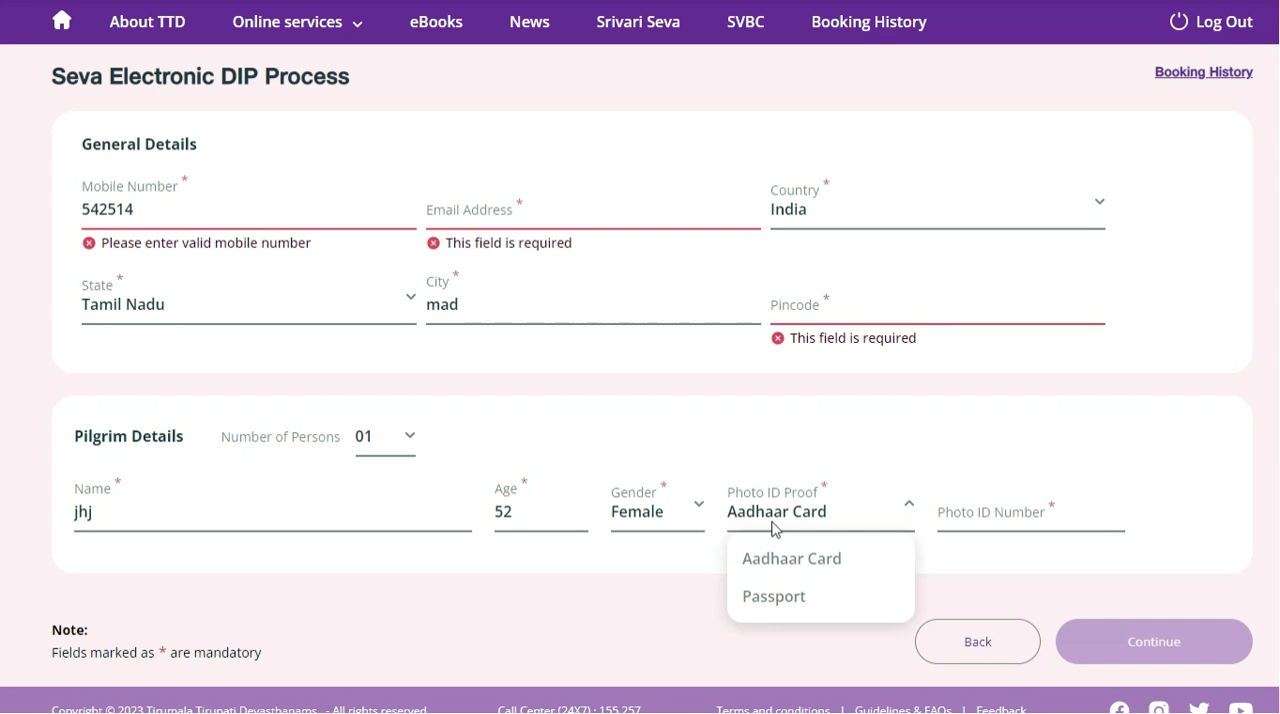 About TTD Online services eBooks News Srivari Seva SVBC Booking History Log Out
Seva Electronic DIP Process
Booking History
General Details
Mobile Number *
542514
Please enter valid mobile number
Email Address *
This field is required
Country *
India
State *
Tamil Nadu
City *
mad
Pincode *
This field is required
Pilgrim Details Number of Persons 01
Name *
jhj
Age *
52
Gender *
Female
Photo ID Proof *
Aadhaar Card
Aadhaar Card
Passport
Photo ID Number *
Note:
Fields marked as * are mandatory
Back
Continue
Copyright © 2023 Tirumala Tirupati Devasthanams - All rights reserved Call Center (24X7) : 155 257 Terms and conditions | Guidelines & FAQs | Feedback